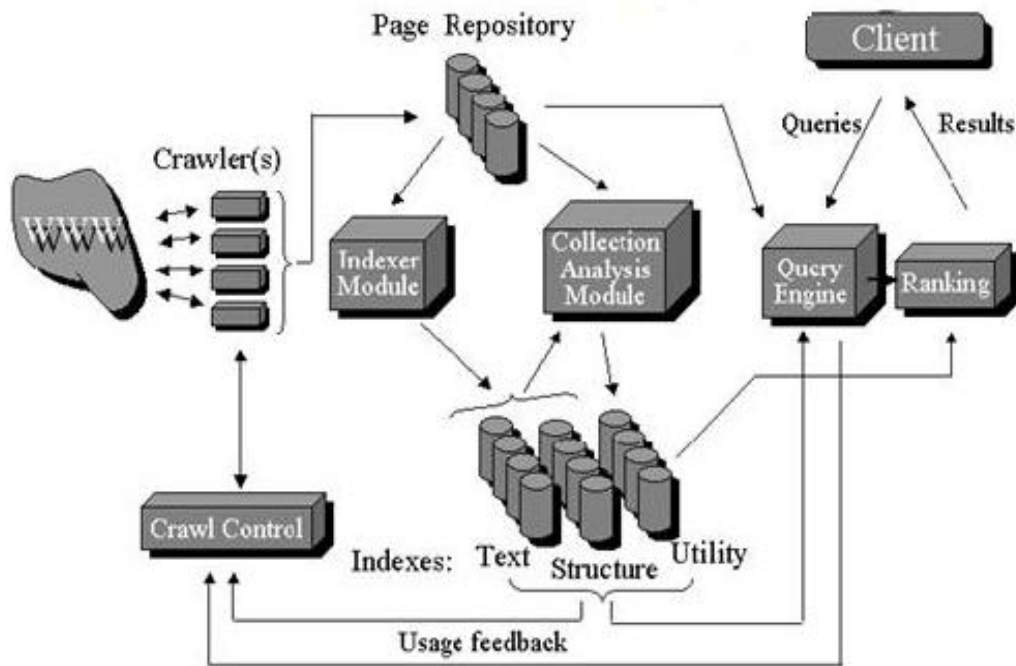 Page Repository
Client
Queries
Results
Crawler(s)
WWW
Indexer
Module
Collection
Analysis
Module
Query
Engine
Ranking
Crawl Control
Indexes:
Text
Structure
Utility
Usage feedback